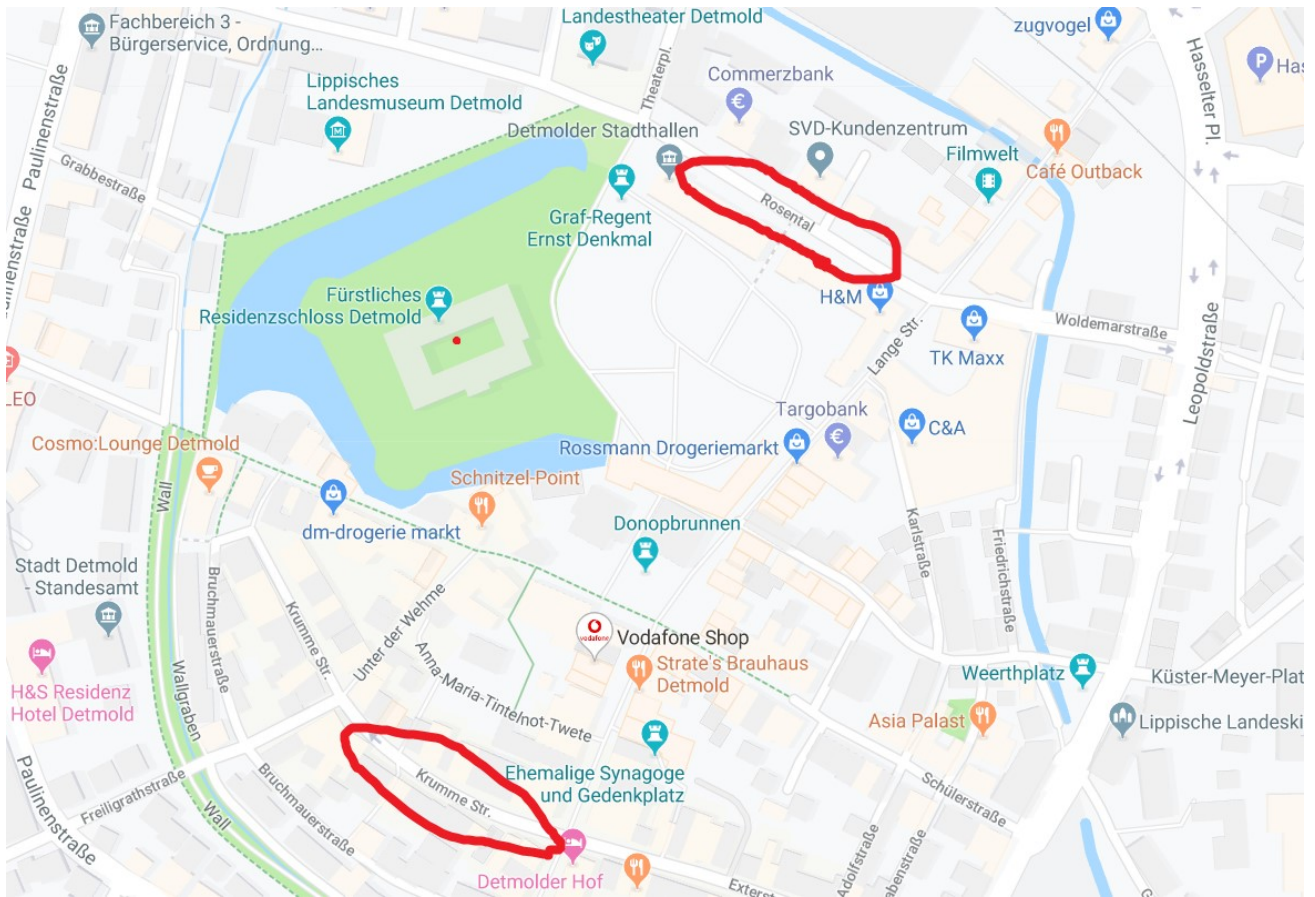 Fachbereich 3 -
Bürgerservice, Ordnung...
Landestheater Detmold
zugvogel
Hasselter Pl.
Has
Paulinenstraße
Lippisches
Landesmuseum Detmold
Theaterpl.
Commerzbank
Detmolder Stadthallen
SVD-Kundenzentrum
Filmwelt
Café Outback
Grabbestraße
Paulinenstraße
Rosental
Graf-Regent
Ernst Denkmal
Fürstliches
Residenzschloss Detmold
H&M
Lange Str.
TK Maxx
Woldemarstraße
Leopoldstraße
LEO
Targobank
C&A
Cosmo:Lounge Detmold
Rossmann Drogeriemarkt
Schnitzel-Point
Wall
dm-drogerie markt
Donopbrunnen
Karlstraße
Friedrichstraße
Stadt Detmold
- Standesamt
Bruchmauerstraße
Krumme Str.
Unter der Wehme
Anna-Maria-Tintelnot-Twete
vodafone
Vodafone Shop
Strate's Brauhaus
Detmold
Weerthplatz
Küster-Meyer-Plat
H&S Residenz
Hotel Detmold
Wallgraben
Asia Palast
Lippische Landeski
Ehemalige Synagoge
und Gedenkplatz
Krumme Str.
Schülerstraße
Freiligrathstraße
Bruchmauerstraße
Wall
Paulinenstraße
Detmolder Hof
Exterst
Adolfstraße
benstraße